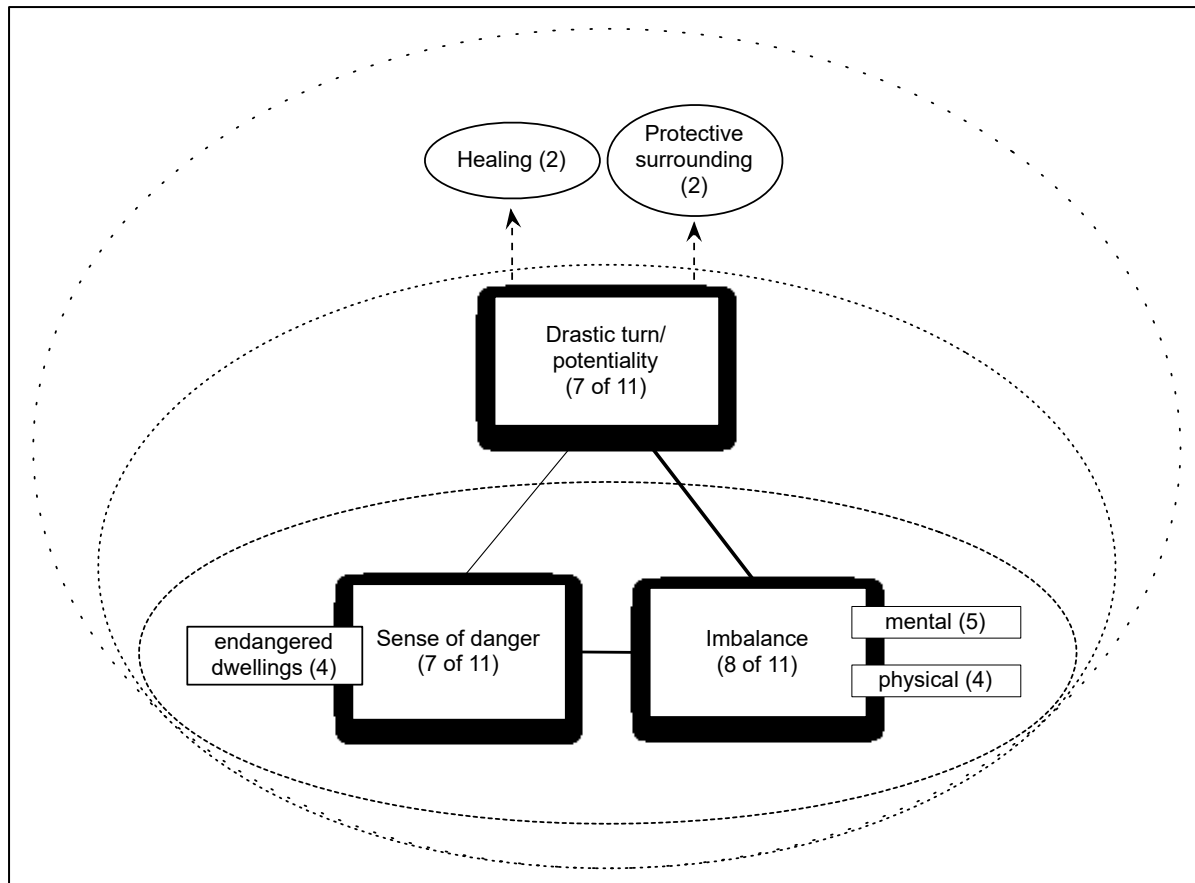 Healing (2)
Protective
surrounding
(2)
Drastic turn/
potentiality
(7 of 11)
endangered
dwellings (4)
Sense of danger
(7 of 11)
Imbalance
(8 of 11)
mental (5)
physical (4)